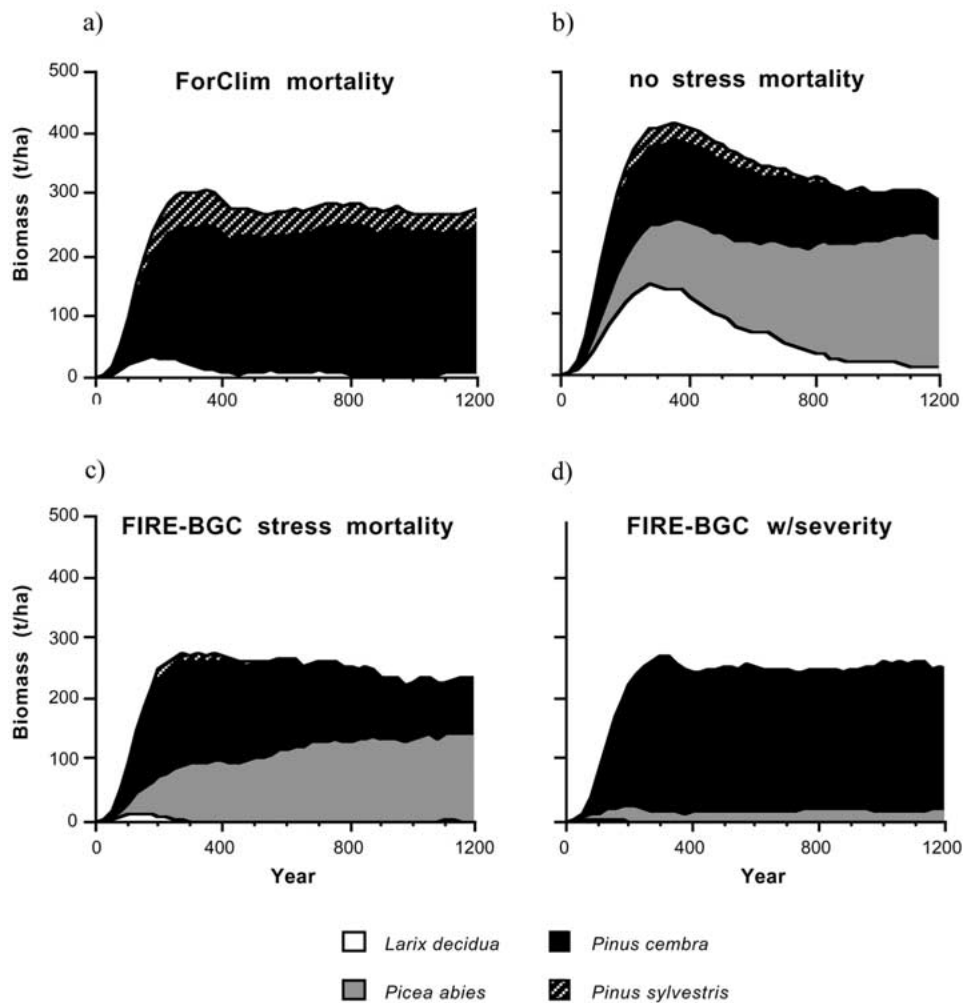 a)
ForClim mortality
500
400
300
200
100
0
Biomass (t/ha)
0 400 800 1200
b)
no stress mortality
0 400 800 1200
c)
FIRE-BGC stress mortality
500
400
300
200
100
0
Biomass (t/ha)
0 400 800 1200
Year
d)
FIRE-BGC w/severity
0 400 800 1200
Year
Larix decidua
Pinus cembra
Picea abies
Pinus sylvestris